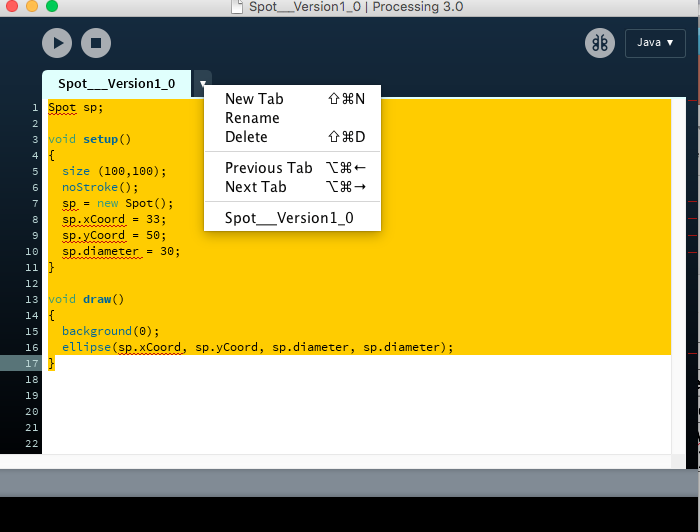 Spot___Version1_0 | Processing 3.0
Java ▾
Spot___Version1_0 ▾
New Tab ⇧⌘N
Rename
Delete ⇧⌘D
Previous Tab ⌥⌘←
Next Tab ⌥⌘→
Spot___Version1_0
1 Spot sp;
2
3 void setup()
4 {
5 size (100,100);
6 noStroke();
7 sp = new Spot();
8 sp.xCoord = 33;
9 sp.yCoord = 50;
10 sp.diameter = 30;
11 }
12
13 void draw()
14 {
15 background(0);
16 ellipse(sp.xCoord, sp.yCoord, sp.diameter, sp.diameter);
17 }
18
19
20
21
22